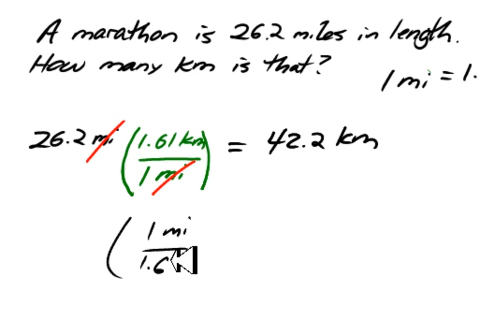 A marathon is 26.2 miles in length.
How many km is that?
1 mi = 1.
26.2 mi (1.61 km / 1 mi) = 42.2 km
(1 mi / 1.6